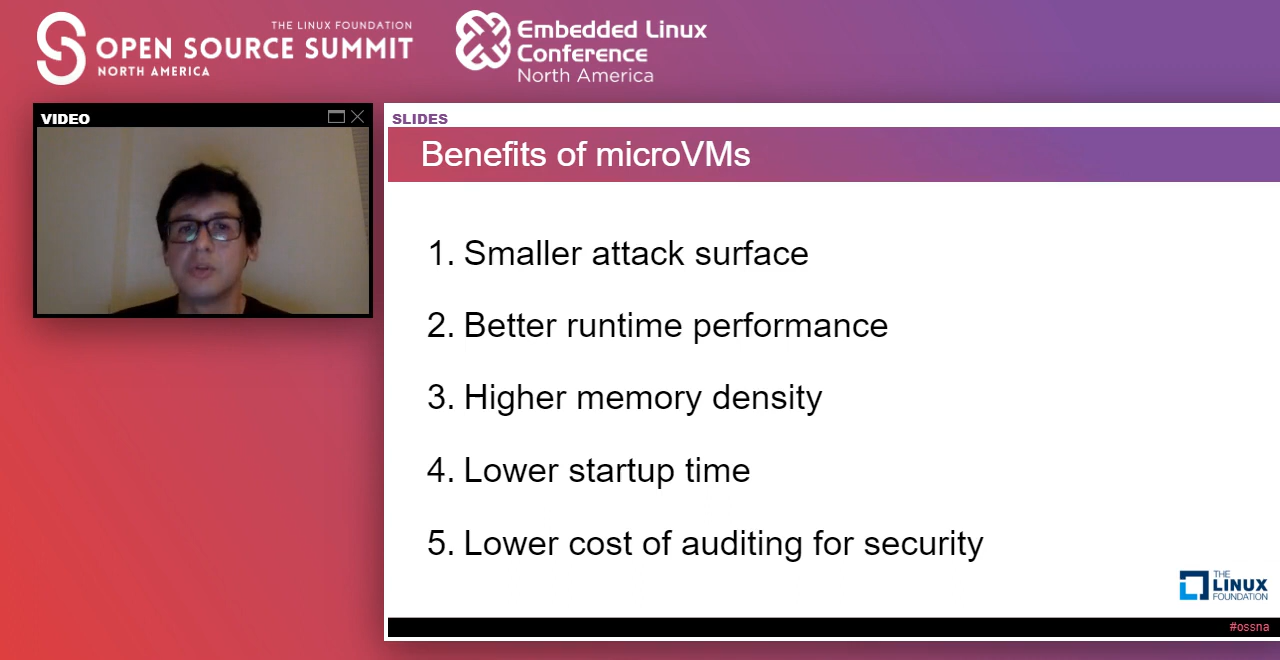 THE LINUX FOUNDATION
OPEN SOURCE SUMMIT
NORTH AMERICA
Embedded Linux
Conference
North America
VIDEO
SLIDES
Benefits of microVMs
1. Smaller attack surface
2. Better runtime performance
3. Higher memory density
4. Lower startup time
5. Lower cost of auditing for security
THE
LINUX
FOUNDATION
#ossna